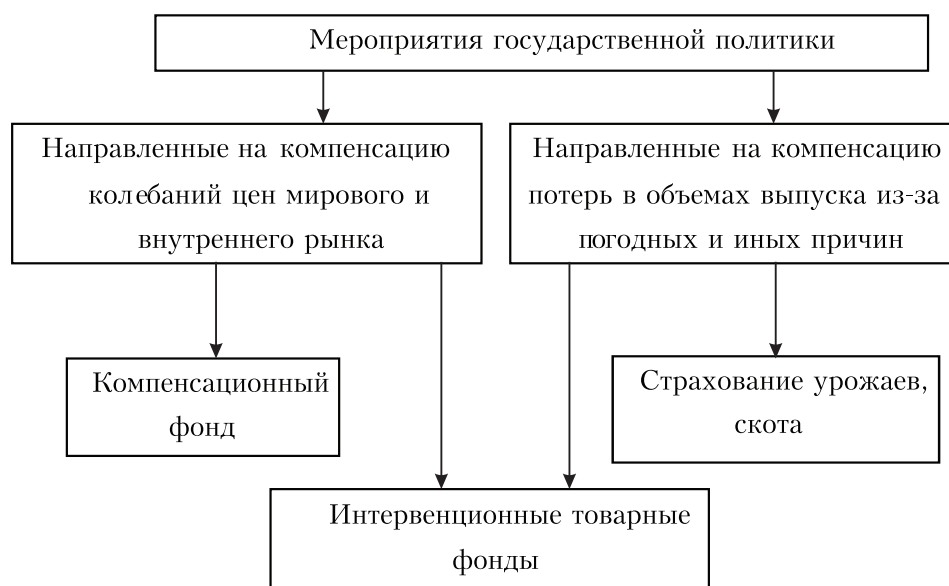 Мероприятия государственной политики
Направленные на компенсацию
колебаний цен мирового и
внутреннего рынка
Направленные на компенсацию
потерь в объемах выпуска из-за
погодных и иных причин
Компенсационный
фонд
Страхование урожаев,
скота
Интервенционные товарные
фонды